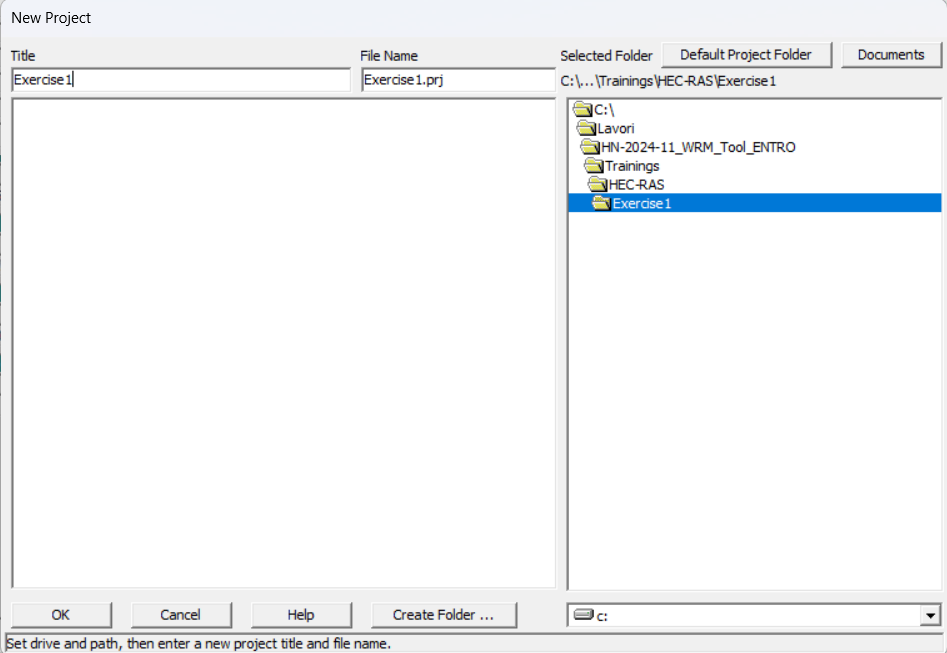 New Project
Title
File Name
Selected Folder
Default Project Folder
Documents
Exercise1
Exercise1.prj
C:\...\Trainings\HEC-RAS\Exercise1
C:\
Lavori
HN-2024-11_WRM_Tool_ENTRO
Trainings
HEC-RAS
Exercise1
OK
Cancel
Help
Create Folder ...
c:
Set drive and path, then enter a new project title and file name.